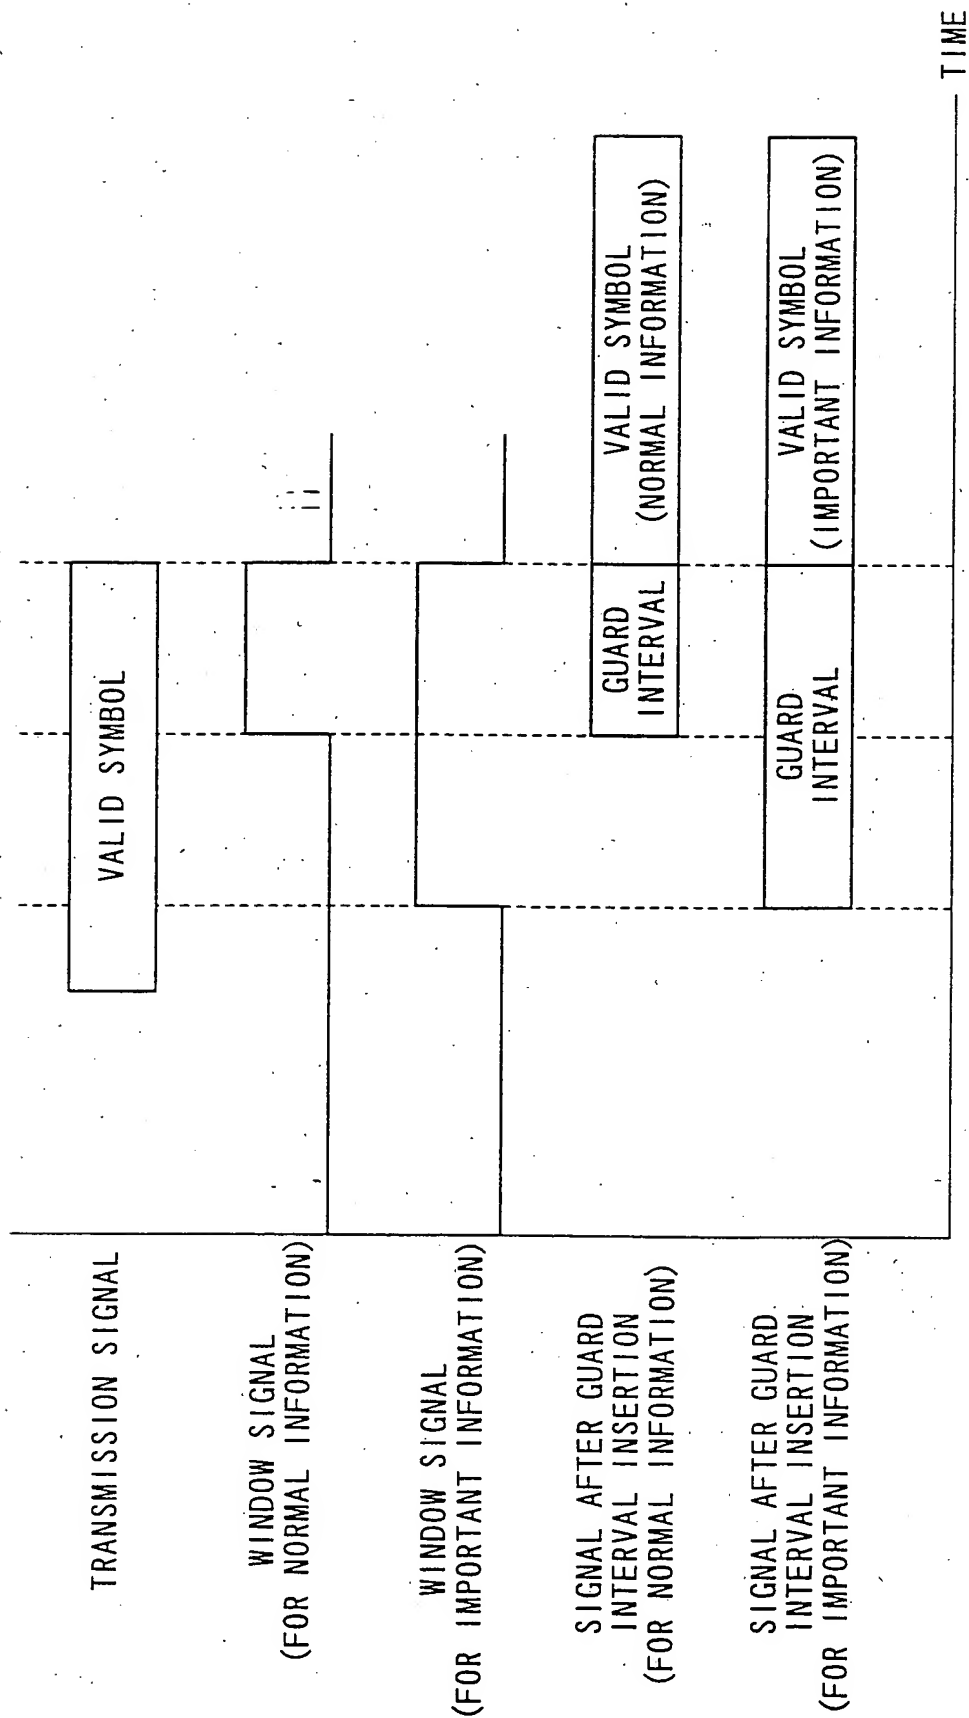 TRANSMISSION SIGNAL
VALID SYMBOL
WINDOW SIGNAL
(FOR NORMAL INFORMATION)
WINDOW SIGNAL
(FOR IMPORTANT INFORMATION)
SIGNAL AFTER GUARD
INTERVAL INSERTION
(FOR NORMAL INFORMATION)
GUARD
INTERVAL
VALID SYMBOL
(NORMAL INFORMATION)
SIGNAL AFTER GUARD
INTERVAL INSERTION
(FOR IMPORTANT INFORMATION)
GUARD
INTERVAL
VALID SYMBOL
(IMPORTANT INFORMATION)
TIME